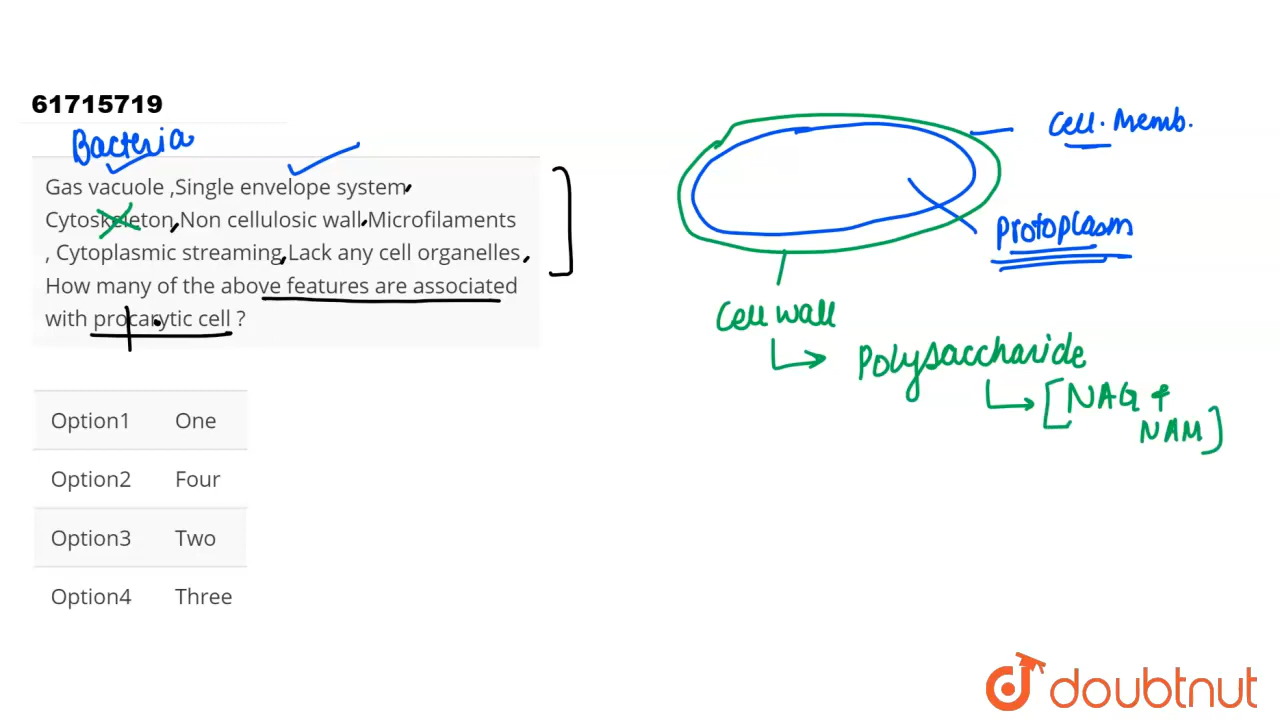 61715719
Bacteria
Gas vacuole ,Single envelope system,
Cytoskeleton,Non cellulosic wall,Microfilaments
, Cytoplasmic streaming,Lack any cell organelles,
How many of the above features are associated
with procarytic cell ?
Option1 One
Option2 Four
Option3 Two
Option4 Three
Cell. Memb.
Protoplasm
Cell wall
Polysaccharide
[NAG +
NAM]
doubtnut